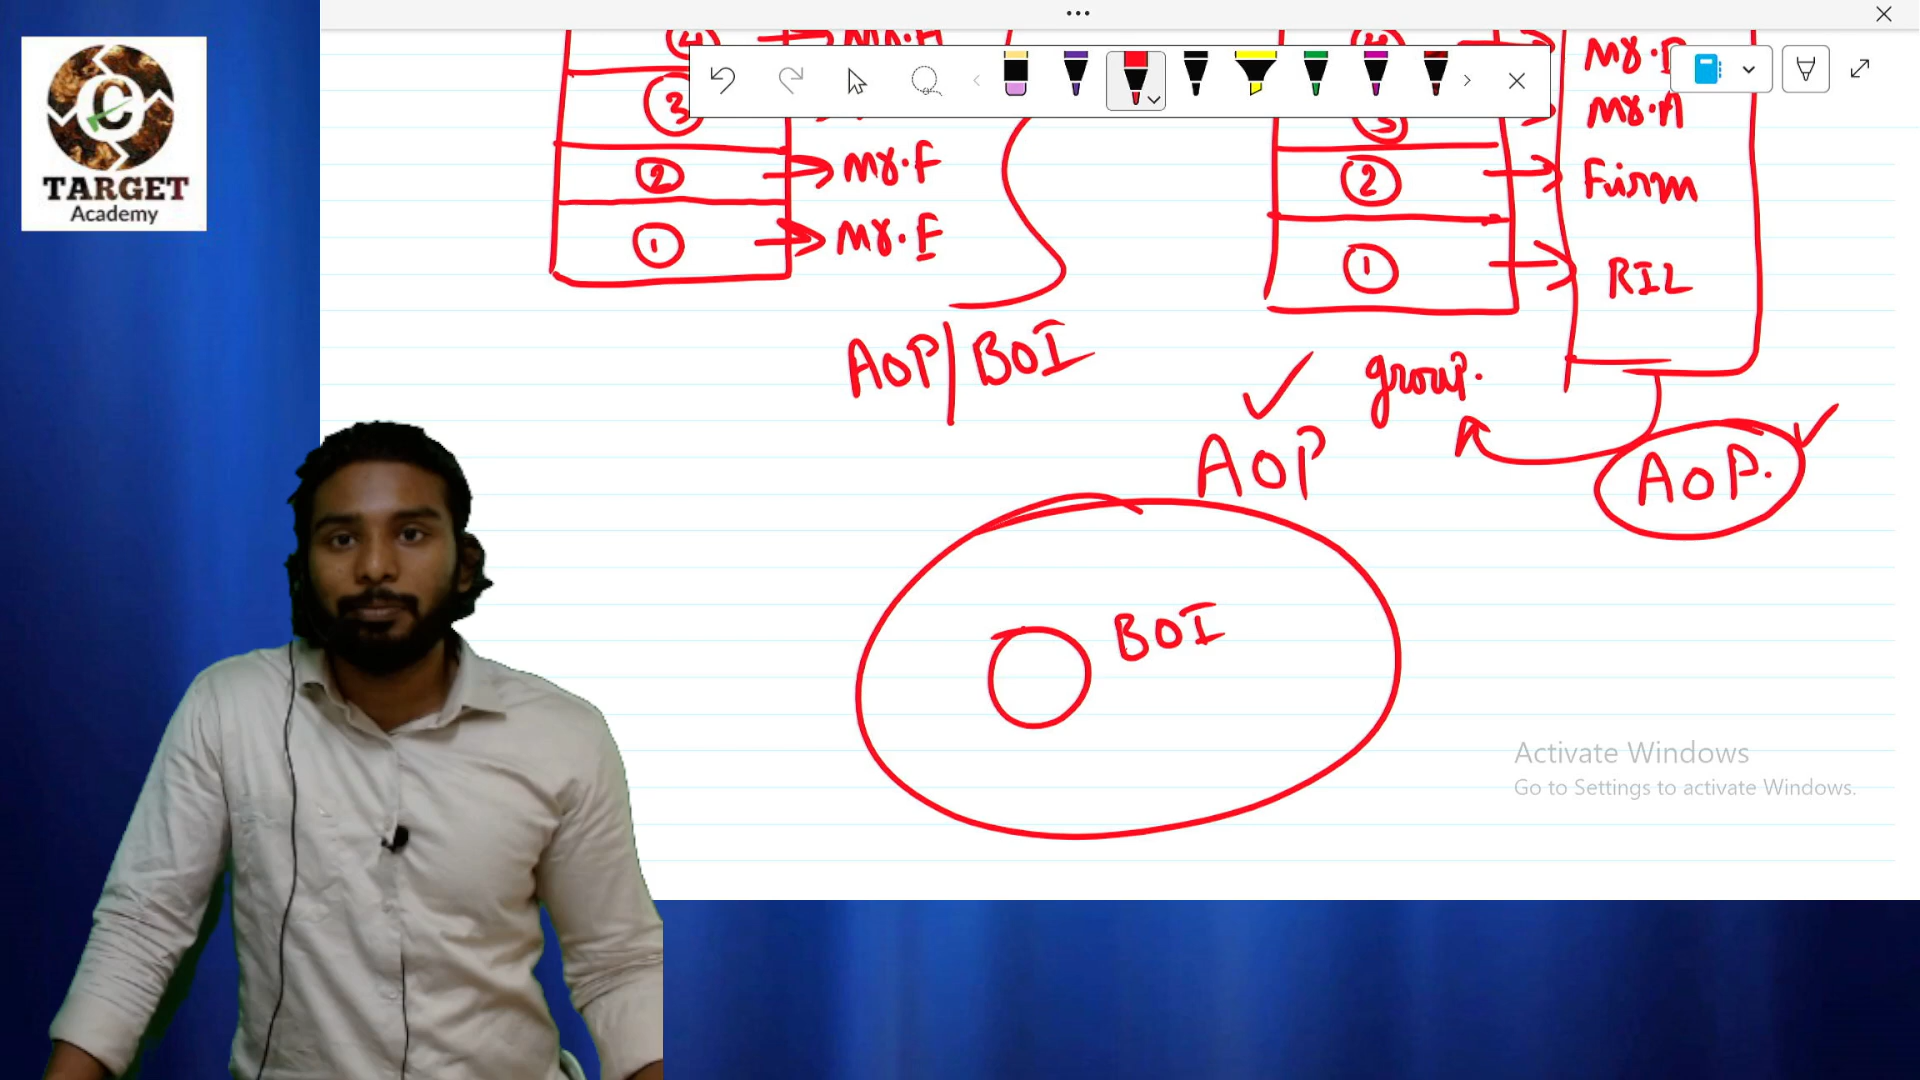 TARGET
Academy
③
② Mr.F
① Mr.E
Mr.A
② Firm
① RIL
AOP|BOI
group.
AOP
AOP.
BOI
Activate Windows
Go to Settings to activate Windows.